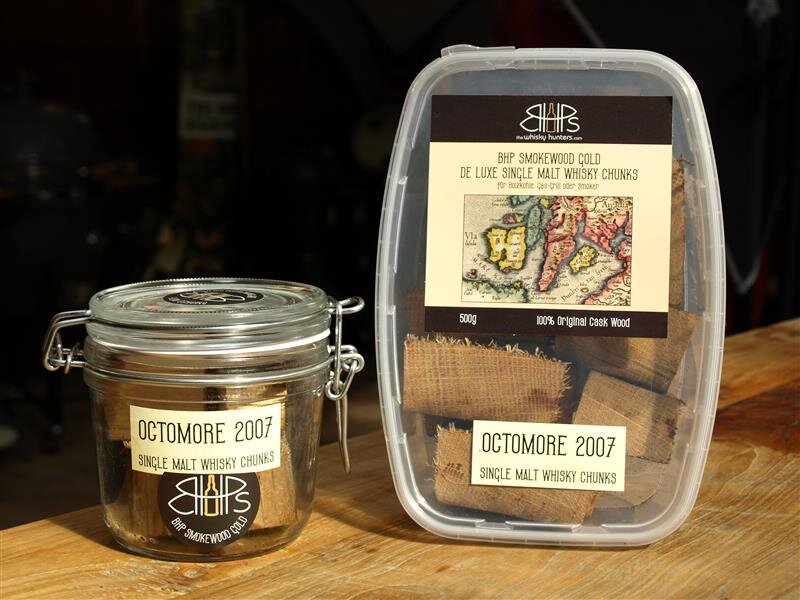 OCTOMORE 2007
SINGLE MALT WHISKY CHUNKS
BHPS
BHP SMOKEWOOD GOLD
BHPS
the whisky hunters.com
BHP SMOKEWOOD GOLD
DE LUXE SINGLE MALT WHISKY CHUNKS
für Holzkohle, Gas-Grill oder Smoker
Yla
500g
100% Original Cask Wood
OCTOMORE 2007
SINGLE MALT WHISKY CHUNKS